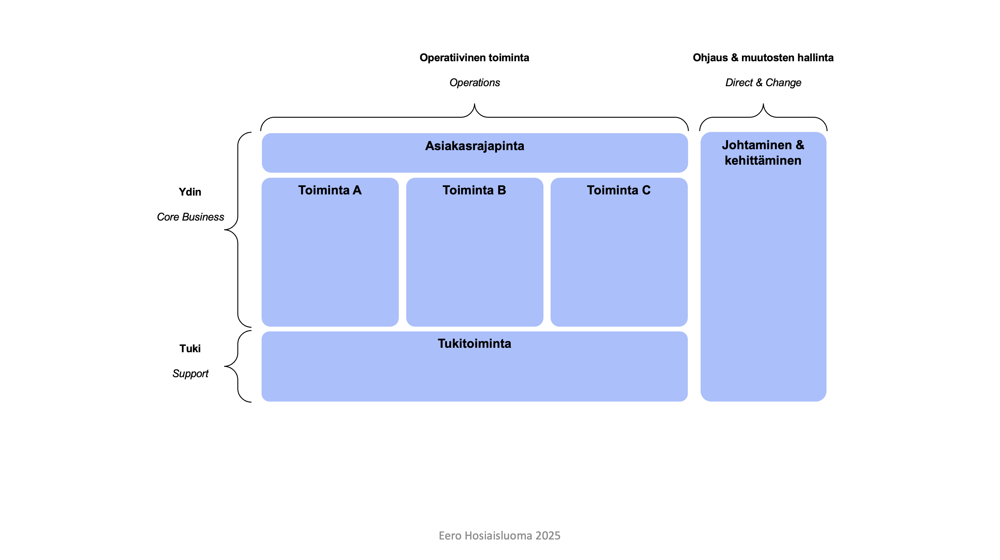 Operatiivinen toiminta
Operations
Ohjaus & muutosten hallinta
Direct & Change
Asiakasrajapinta
Johtaminen &
kehittäminen
Ydin
Core Business
Toiminta A
Toiminta B
Toiminta C
Tuki
Support
Tukitoiminta
Eero Hosiaisluoma 2025